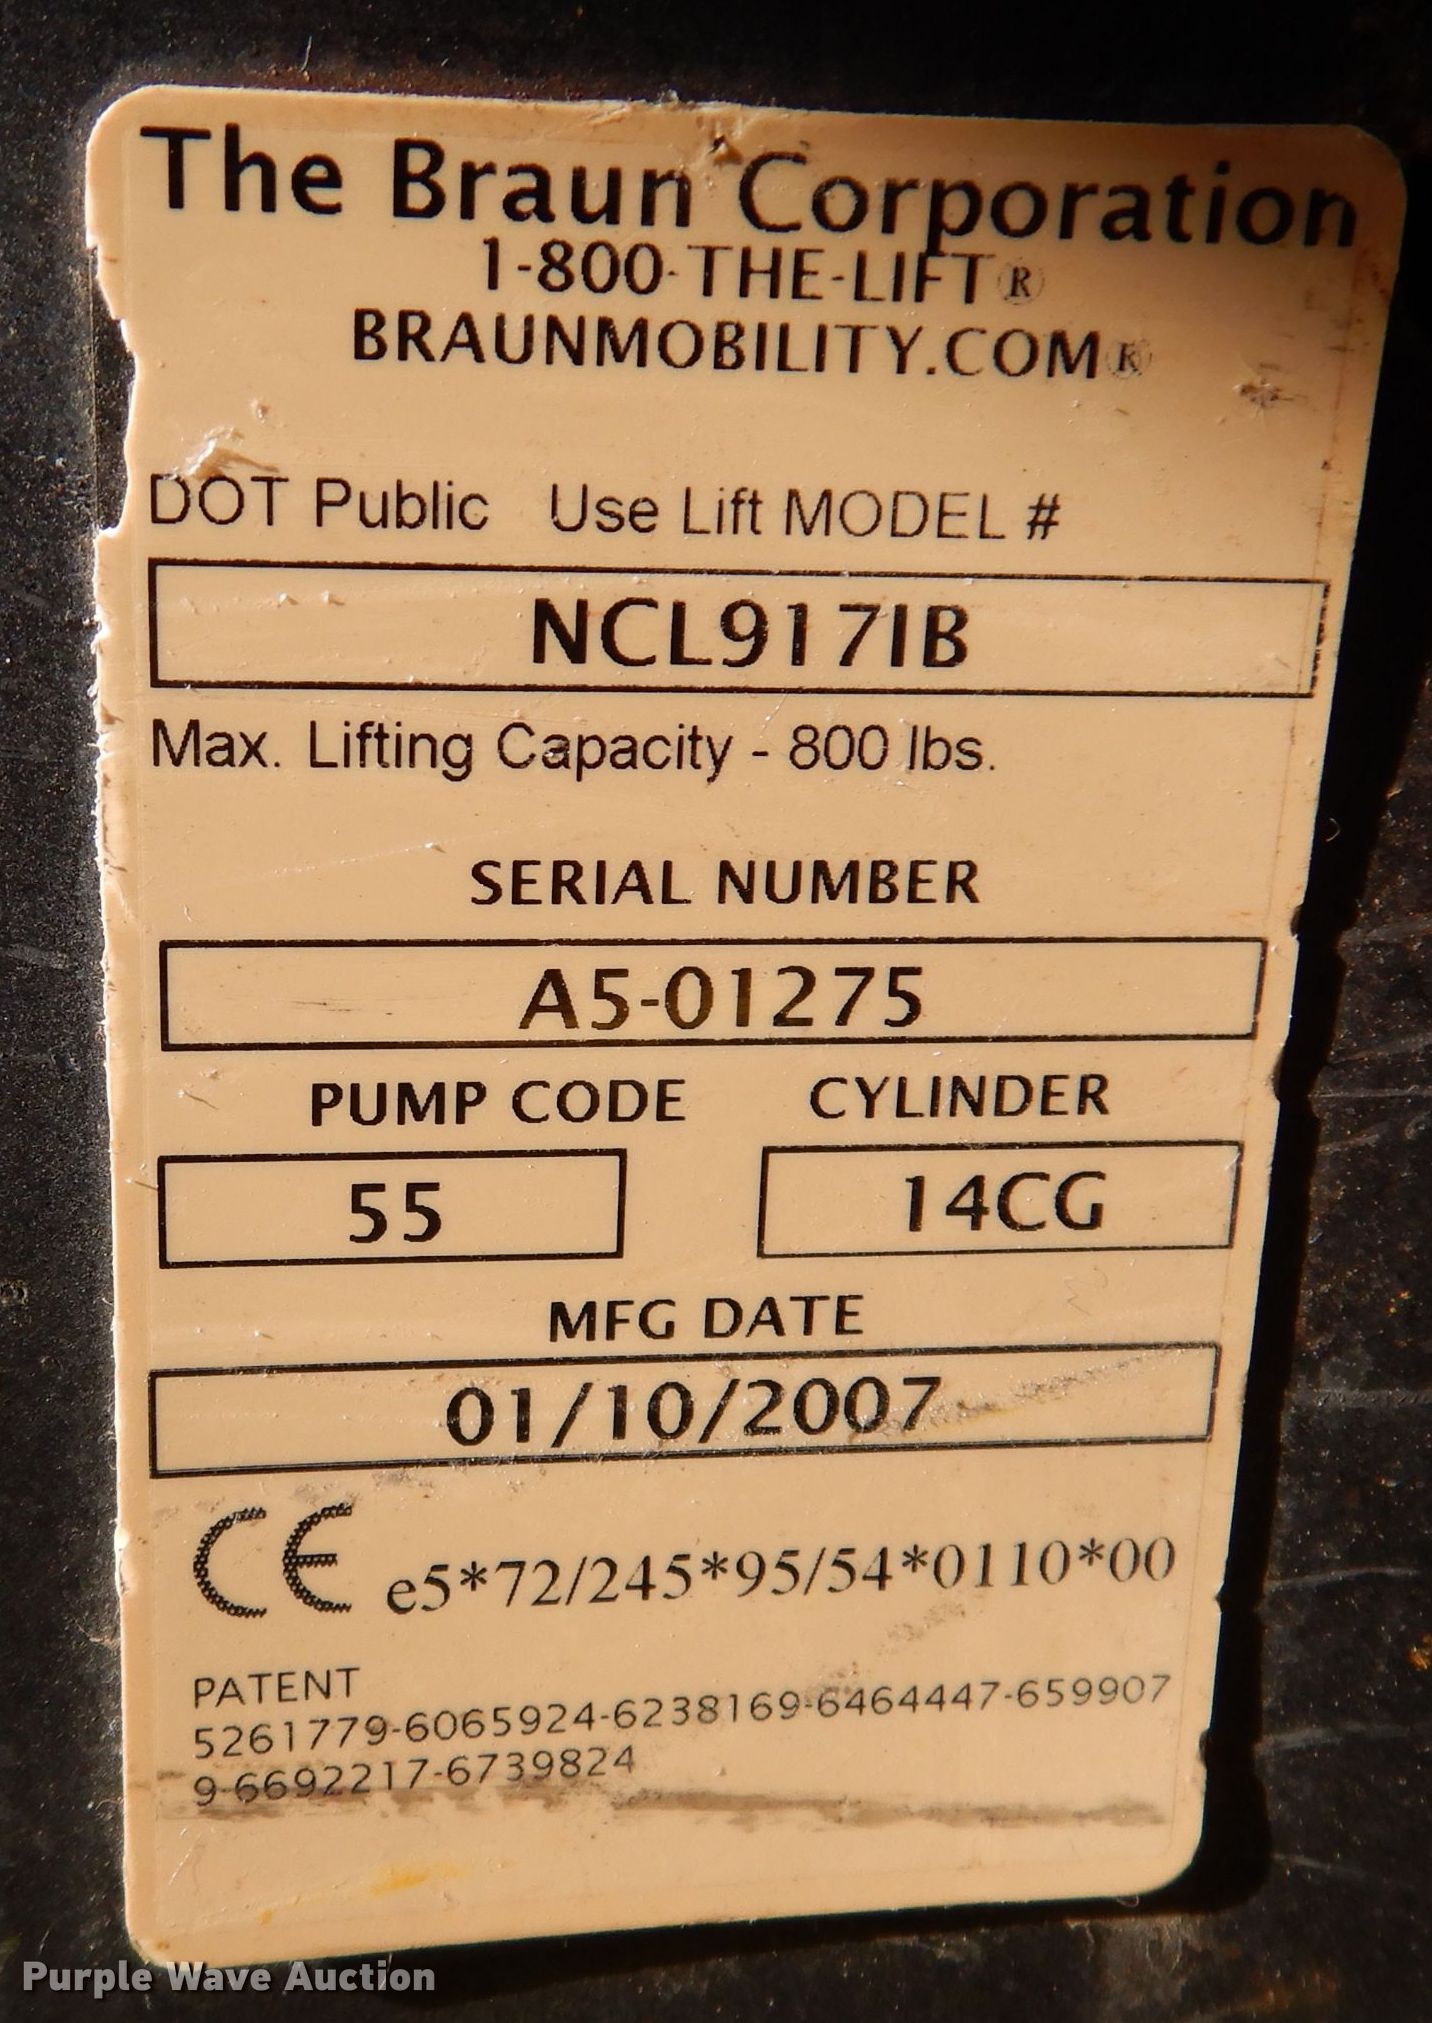 The Braun Corporation
1-800-THE-LIFT®
BRAUNMOBILITY.COM®
DOT Public Use Lift MODEL #
NCL917IB
Max. Lifting Capacity - 800 lbs.
SERIAL NUMBER
A5-01275
PUMP CODE CYLINDER
55 14CG
MFG DATE
01/10/2007
CE e5*72/245*95/54*0110*00
PATENT
5261779-6065924-6238169-6464447-659907
9-6692217-6739824
Purple Wave Auction